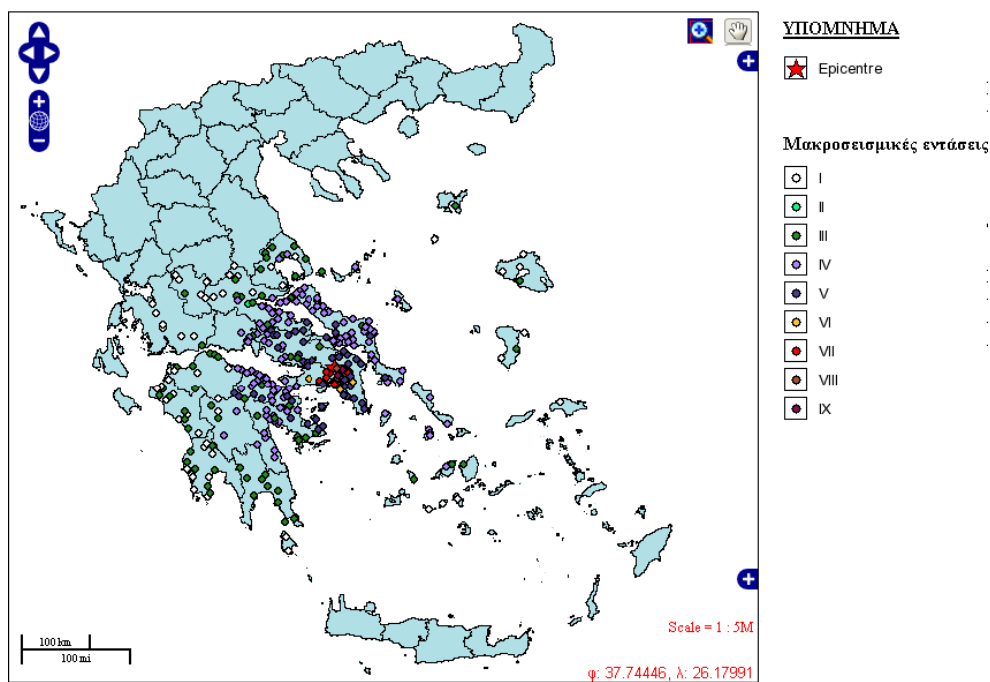 ΥΠΟΜΝΗΜΑ
Epicentre
Μακροσεισμικές εντάσεις
I
II
III
IV
V
VI
VII
VIII
IX
100 km
100 mi
Scale = 1 : 5M
φ: 37.74446, λ: 26.17991